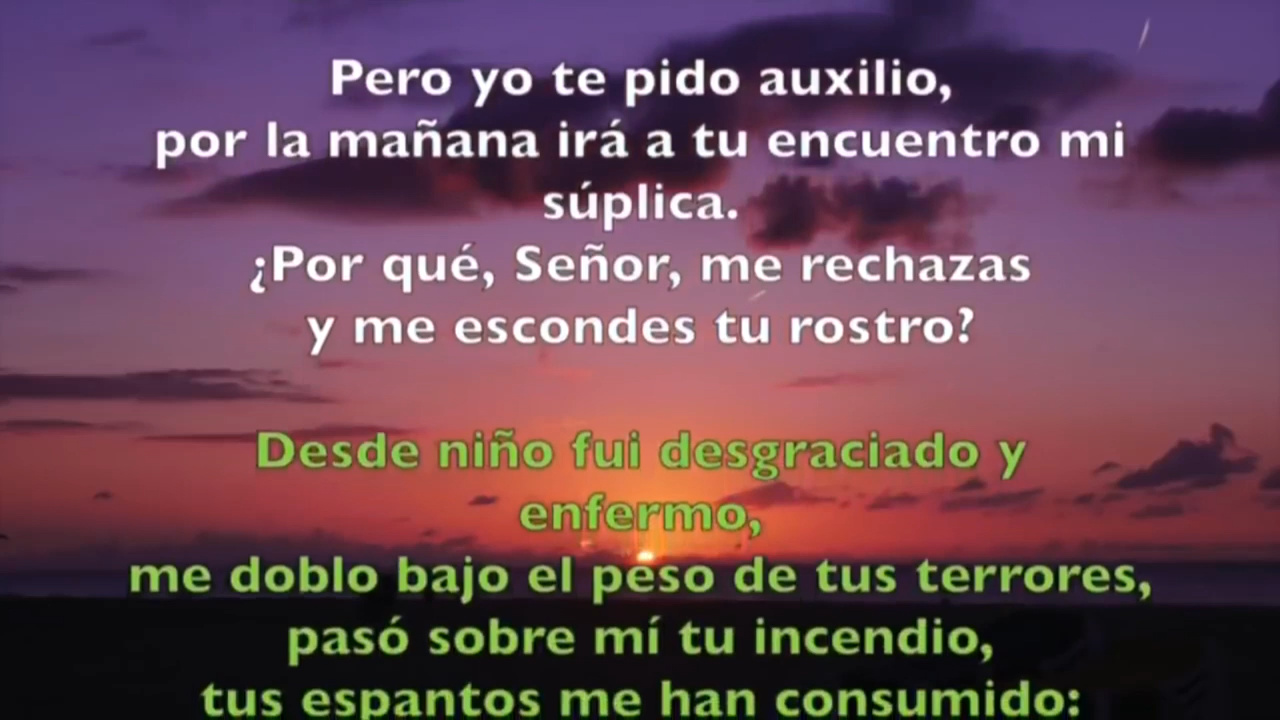 Pero yo te pido auxilio,
por la mañana irá a tu encuentro mi
súplica.
¿Por qué, Señor, me rechazas
y me escondes tu rostro?
Desde niño fui desgraciado y
enfermo,
me doblo bajo el peso de tus terrores,
pasó sobre mí tu incendio,
tus espantos me han consumido: